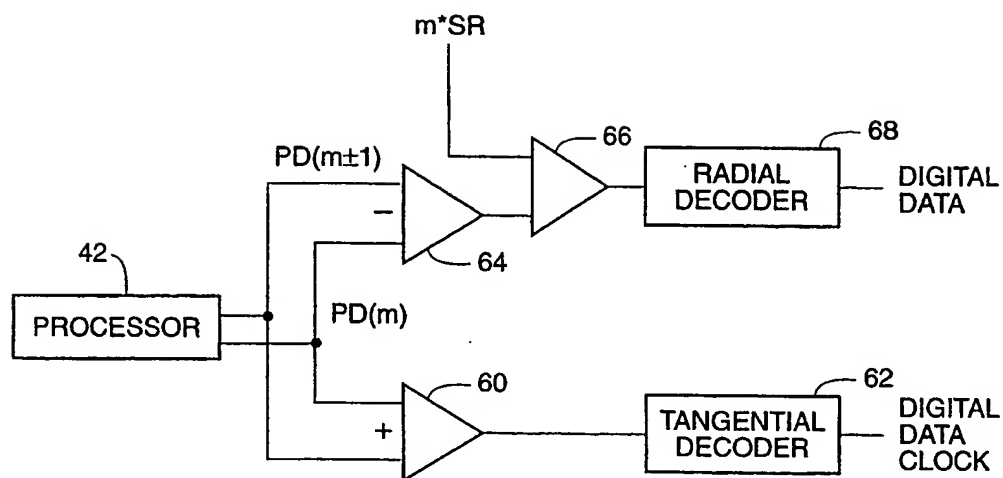 m*SR
66
68
PD(m±1)
RADIAL
DECODER
DIGITAL
DATA
−
64
42
PROCESSOR
PD(m)
60
62
+
TANGENTIAL
DECODER
DIGITAL
DATA
CLOCK